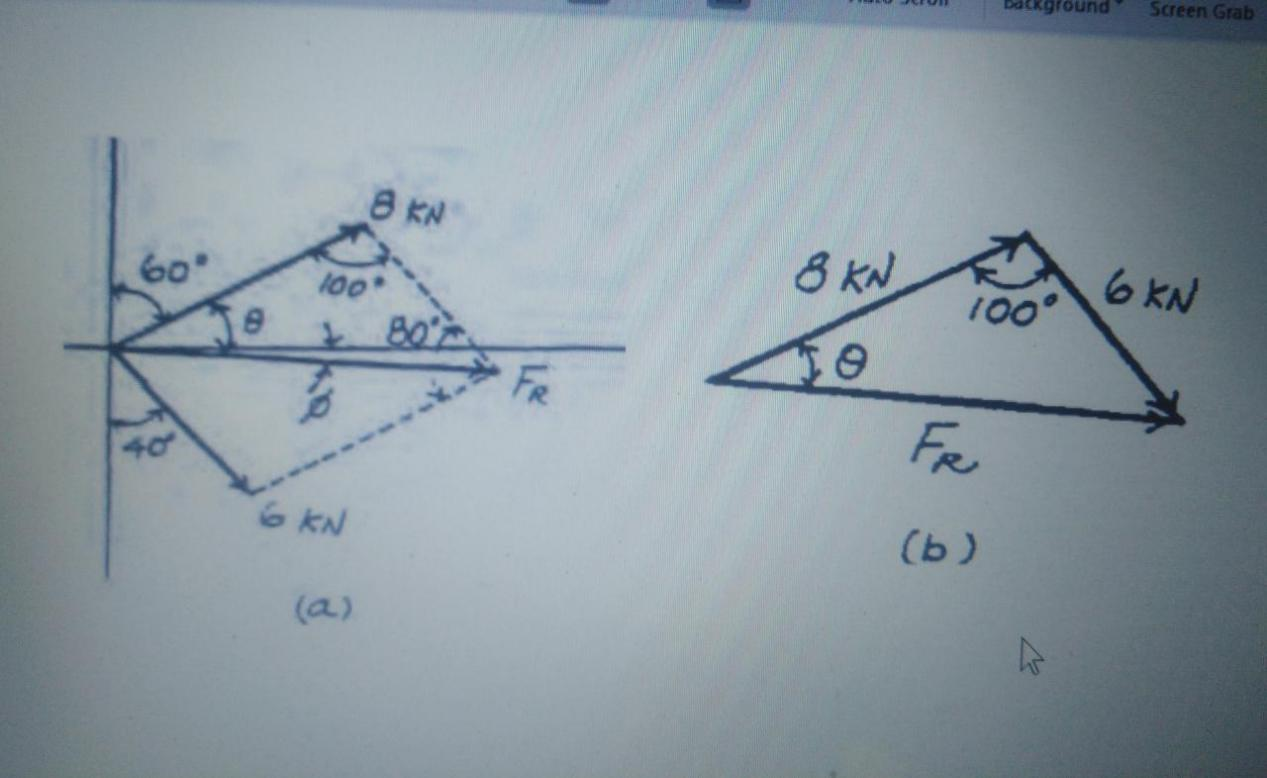 Background
Screen Grab
8 KN
60°
100°
θ
80°
F_R
ø
40°
6 KN
(a)
8 KN
6 KN
100°
θ
F_R
(b)